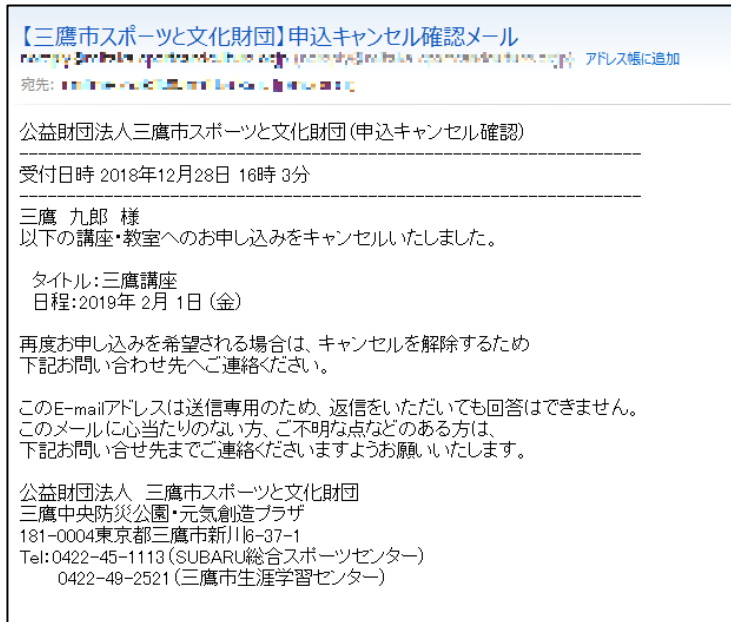 【三鷹市スポーツと文化財団】申込キャンセル確認メール
アドレス帳に追加
宛先:
公益財団法人三鷹市スポーツと文化財団(申込キャンセル確認)
------------------------------------------------------------------
受付日時 2018年12月28日 16時 3分
------------------------------------------------------------------
三鷹 九郎 様
以下の講座・教室へのお申し込みをキャンセルいたしました。
タイトル:三鷹講座
日程:2019年 2月 1日 (金)
再度お申し込みを希望される場合は、キャンセルを解除するため
下記お問い合わせ先へご連絡ください。
このE-mailアドレスは送信専用のため、返信をいただいても回答はできません。
このメールに心当たりのない方、ご不明な点などのある方は、
下記お問い合せ先までご連絡くださいますようお願いいたします。
公益財団法人 三鷹市スポーツと文化財団
三鷹中央防災公園・元気創造プラザ
181-0004東京都三鷹市新川6-37-1
Tel:0422-45-1113(SUBARU総合スポーツセンター)
0422-49-2521(三鷹市生涯学習センター)